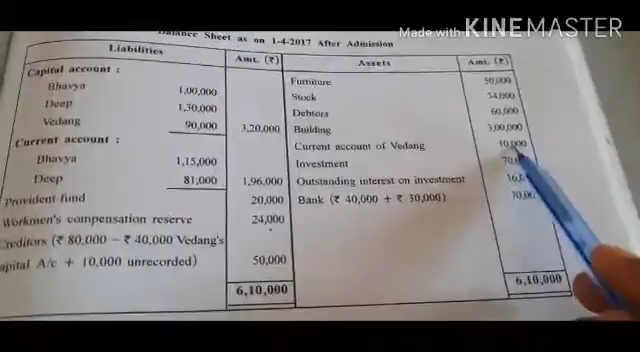 Made with KINEMASTER
Balance Sheet as on 1-4-2017 After Admission
Liabilities Amt. (₹) Assets Amt. (₹)
Capital account : Furniture 50,000
Bhavya 1,00,000 Stock 34,000
Deep 1,30,000 Debtors 60,000
Vedang 90,000 3,20,000 Building 3,00,000
Current account : Current account of Vedang 10,000
Bhavya 1,15,000 Investment
Deep 81,000 1,96,000 Outstanding interest on investment
Provident fund 20,000 Bank (₹ 40,000 + ₹ 30,000)
Workmen's compensation reserve 24,000
Creditors (₹ 80,000 – ₹ 40,000 Vedang's
apital A/c + 10,000 unrecorded) 50,000
6,10,000 6,10,000